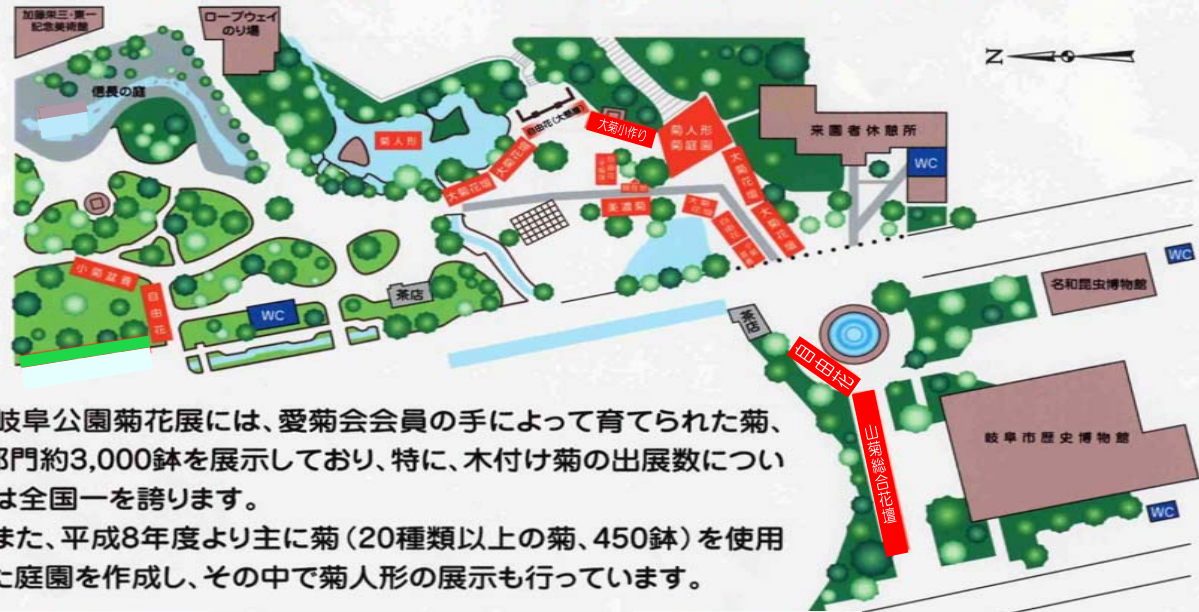 加藤栄三・東一
記念美術館
ロープウェイ
のり場
信長の庭
菊人形
自由花(大懸崖)
大菊小作り
菊人形
菊庭園
来園者休憩所
WC
大菊花壇
大菊花壇
大菊花壇
大菊花壇
美濃菊
自由花
小菊盆養
自由花
WC
茶店
茶店
自由花
山菊総合花壇
名和昆虫博物館
WC
岐阜市歴史博物館
WC
N
岐阜公園菊花展には、愛菊会会員の手によって育てられた菊、
部門約3,000鉢を展示しており、特に、木付け菊の出展数につい
は全国一を誇ります。
また、平成8年度より主に菊(20種類以上の菊、450鉢)を使用
た庭園を作成し、その中で菊人形の展示も行っています。